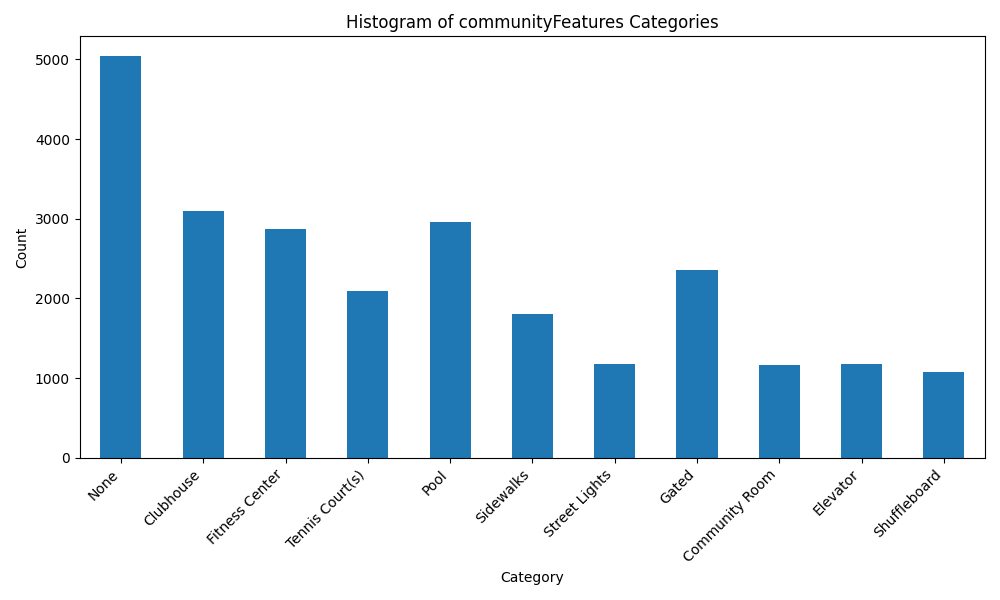 Histogram of communityFeatures Categories
Count
5000
4000
3000
2000
1000
0
None
Clubhouse
Fitness Center
Tennis Court(s)
Pool
Sidewalks
Street Lights
Gated
Community Room
Elevator
Shuffleboard
Category